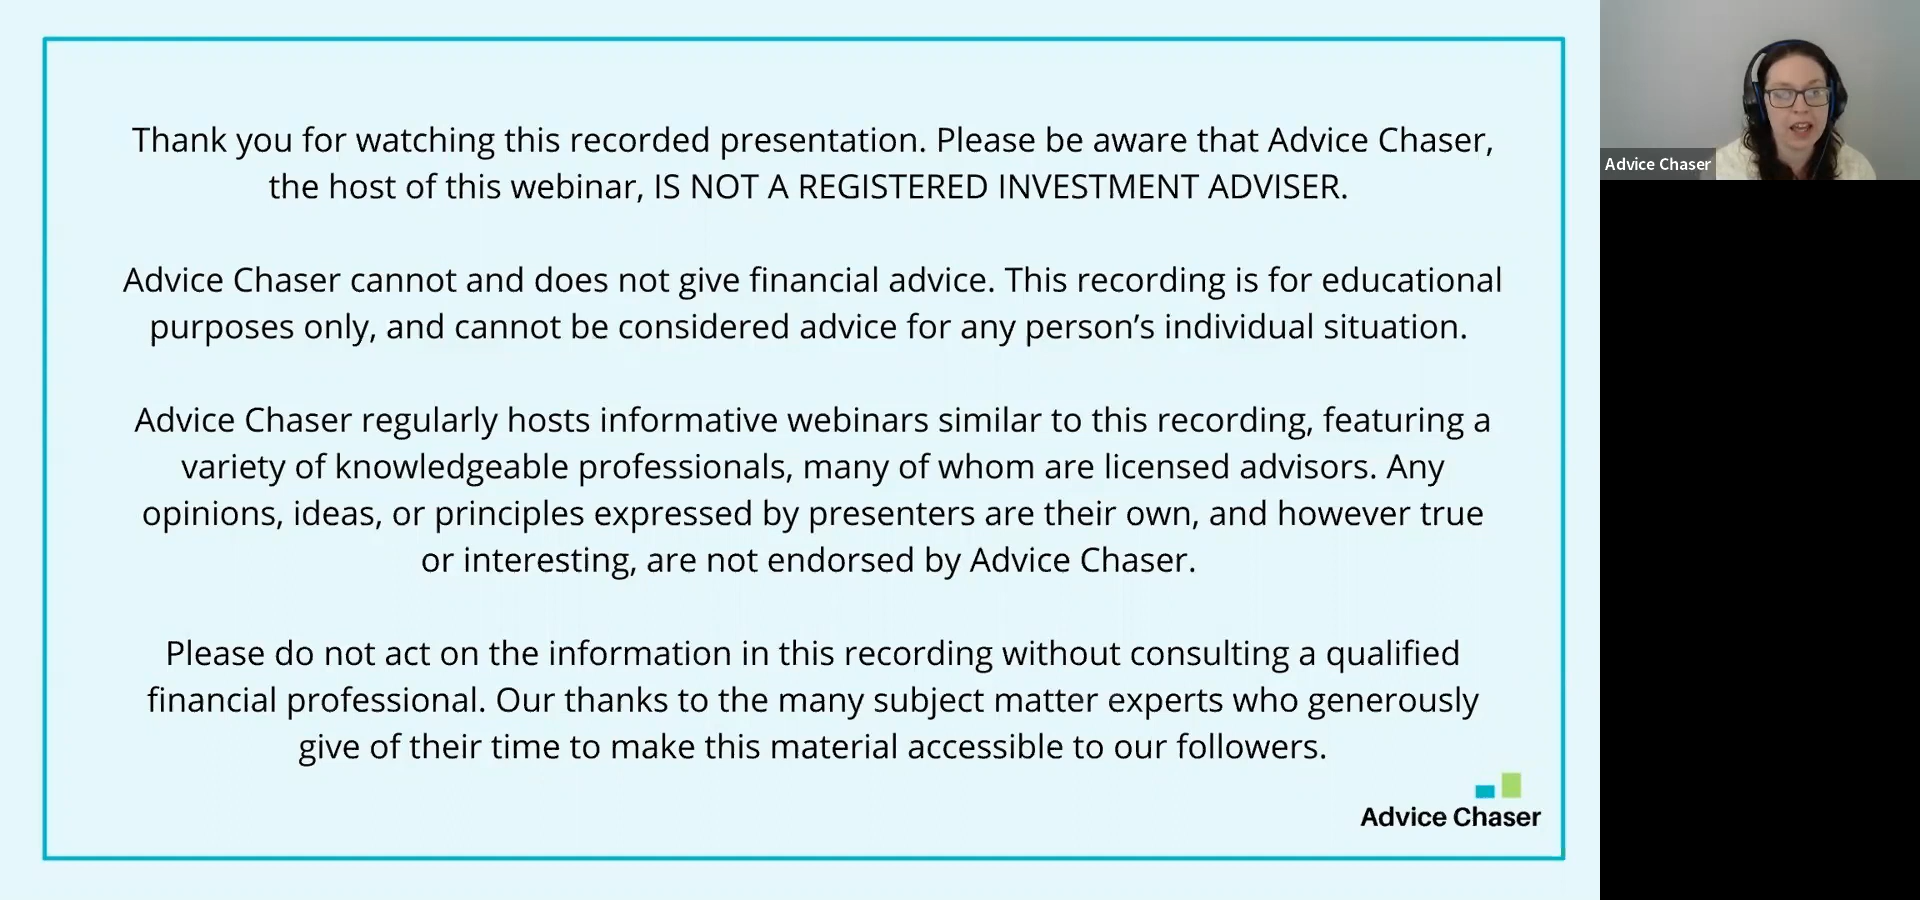 Thank you for watching this recorded presentation. Please be aware that Advice Chaser,
the host of this webinar, IS NOT A REGISTERED INVESTMENT ADVISER.
Advice Chaser cannot and does not give financial advice. This recording is for educational
purposes only, and cannot be considered advice for any person’s individual situation.
Advice Chaser regularly hosts informative webinars similar to this recording, featuring a
variety of knowledgeable professionals, many of whom are licensed advisors. Any
opinions, ideas, or principles expressed by presenters are their own, and however true
or interesting, are not endorsed by Advice Chaser.
Please do not act on the information in this recording without consulting a qualified
financial professional. Our thanks to the many subject matter experts who generously
give of their time to make this material accessible to our followers.
Advice Chaser
Advice Chaser